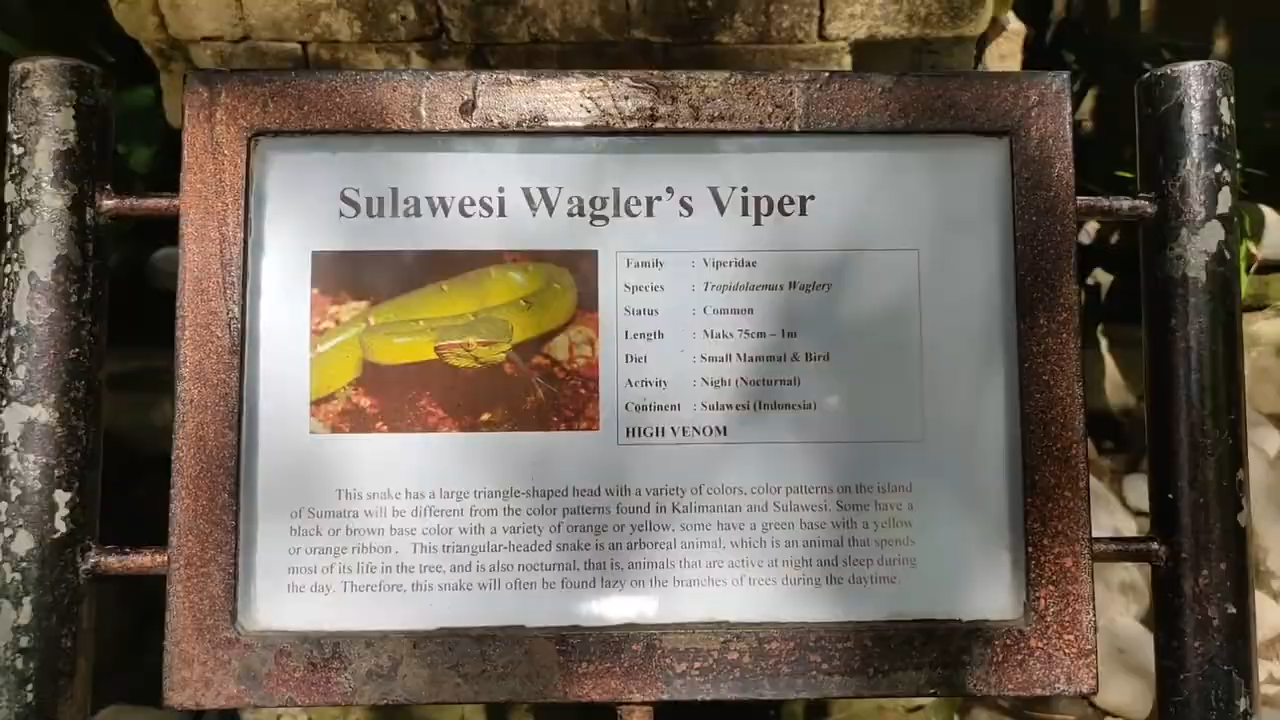 Sulawesi Wagler's Viper
Family : Viperidae
Species : Tropidolaemus Waglery
Status : Common
Length : Maks 75cm – 1m
Diet : Small Mammal & Bird
Activity : Night (Nocturnal)
Continent : Sulawesi (Indonesia)
HIGH VENOM
This snake has a large triangle-shaped head with a variety of colors, color patterns on the island
of Sumatra will be different from the color patterns found in Kalimantan and Sulawesi. Some have a
black or brown base color with a variety of orange or yellow, some have a green base with a yellow
or orange ribbon. This triangular-headed snake is an arboreal animal, which is an animal that spends
most of its life in the tree, and is also nocturnal, that is, animals that are active at night and sleep during
the day. Therefore, this snake will often be found lazy on the branches of trees during the daytime.